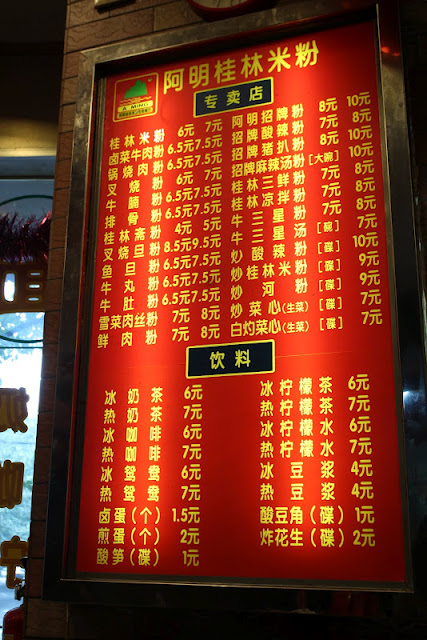 A MING
阿明桂林米粉
专卖店
桂林米粉 6元 7元
卤菜牛肉粉 6.5元7.5元
锅烧粉 6.5元7.5元
叉烧粉 6元 7元
牛腩粉 6.5元7.5元
排骨粉 6.5元7.5元
桂林斋粉 4元 5元
叉烧旦粉 8.5元9.5元
鱼旦粉 6.5元7.5元
牛丸粉 6.5元7.5元
牛肚粉 6.5元7.5元
雪菜肉丝粉 7元 8元
鲜肉粉 7元 8元
阿明招牌粉 8元 10元
招牌酸辣粉 7元 8元
招牌猪扒粉 8元 10元
招牌麻辣汤粉[大碗] 10元
桂林三鲜粉 7元 8元
桂林凉拌粉 7元 8元
牛三星粉 7元 8元
牛三星汤[碗] 7元
炒酸辣粉[碟] 10元
炒桂林米粉[碟] 9元
炒河粉[碟] 9元
炒菜心(生菜)[碟] 7元
白灼菜心(生菜)[碟] 7元
饮料
冰奶茶 6元
热奶茶 7元
冰咖啡 6元
热咖啡 7元
冰鸳鸯 6元
热鸳鸯 7元
卤蛋(个) 1.5元
煎蛋(个) 2元
酸笋(碟) 1元
冰柠檬茶 6元
热柠檬茶 7元
冰柠檬水 6元
热柠檬水 7元
冰豆浆 4元
热豆浆 4元
酸豆角(碟) 1元
炸花生(碟) 2元